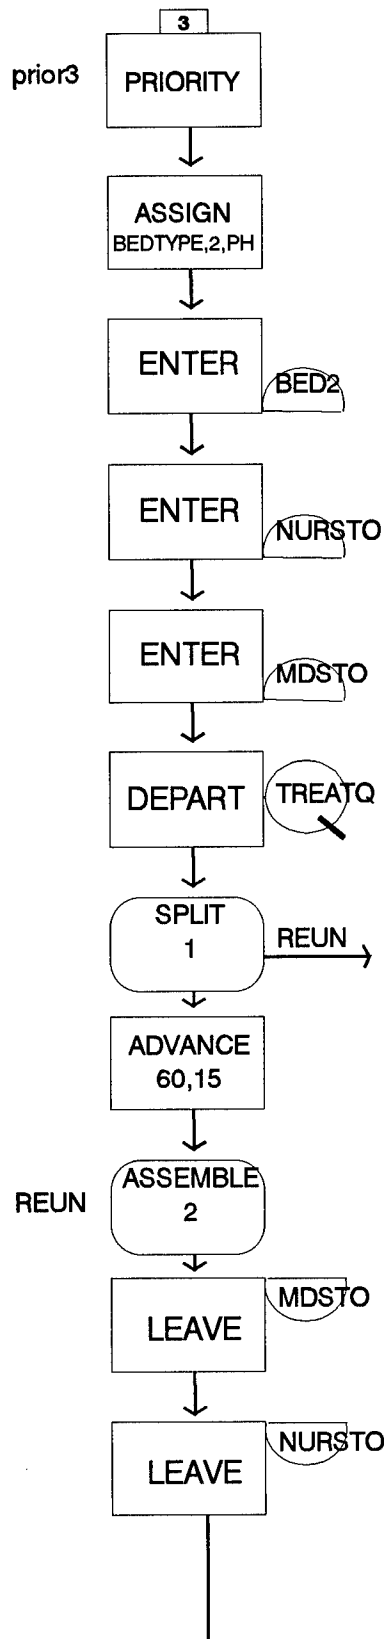 3
prior3
PRIORITY
ASSIGN
BEDTYPE,2,PH
ENTER
BED2
ENTER
NURSTO
ENTER
MDSTO
DEPART
TREATQ
SPLIT
1
REUN
ADVANCE
60,15
REUN
ASSEMBLE
2
MDSTO
LEAVE
NURSTO
LEAVE